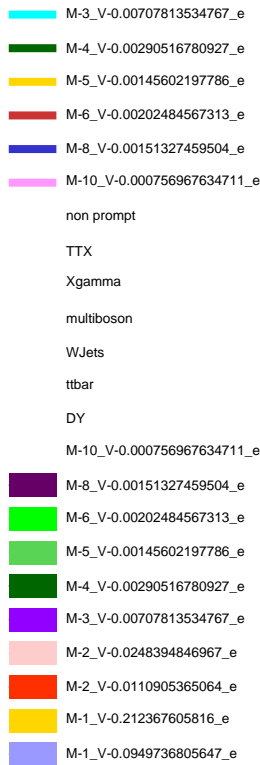 M-3_V-0.00707813534767_e
M-4_V-0.00290516780927_e
M-5_V-0.00145602197786_e
M-6_V-0.00202484567313_e
M-8_V-0.00151327459504_e
M-10_V-0.000756967634711_e
non prompt
TTX
Xgamma
multiboson
WJets
ttbar
DY
M-10_V-0.000756967634711_e
M-8_V-0.00151327459504_e
M-6_V-0.00202484567313_e
M-5_V-0.00145602197786_e
M-4_V-0.00290516780927_e
M-3_V-0.00707813534767_e
M-2_V-0.0248394846967_e
M-2_V-0.0110905365064_e
M-1_V-0.212367605816_e
M-1_V-0.0949736805647_e